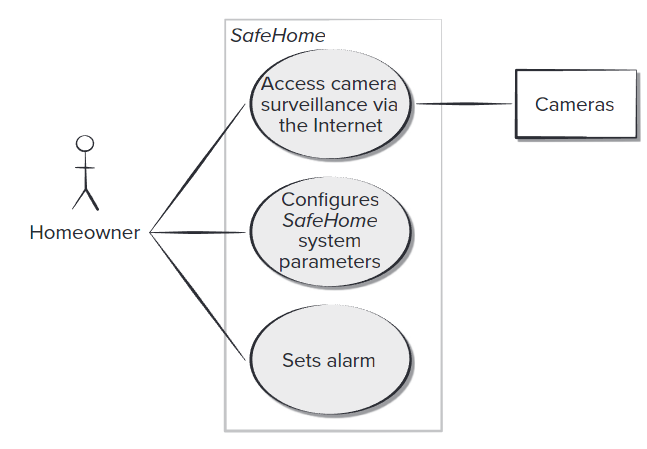 SafeHome
Access camera
surveillance via
the Internet
Cameras
Homeowner
Configures
SafeHome
system
parameters
Sets alarm